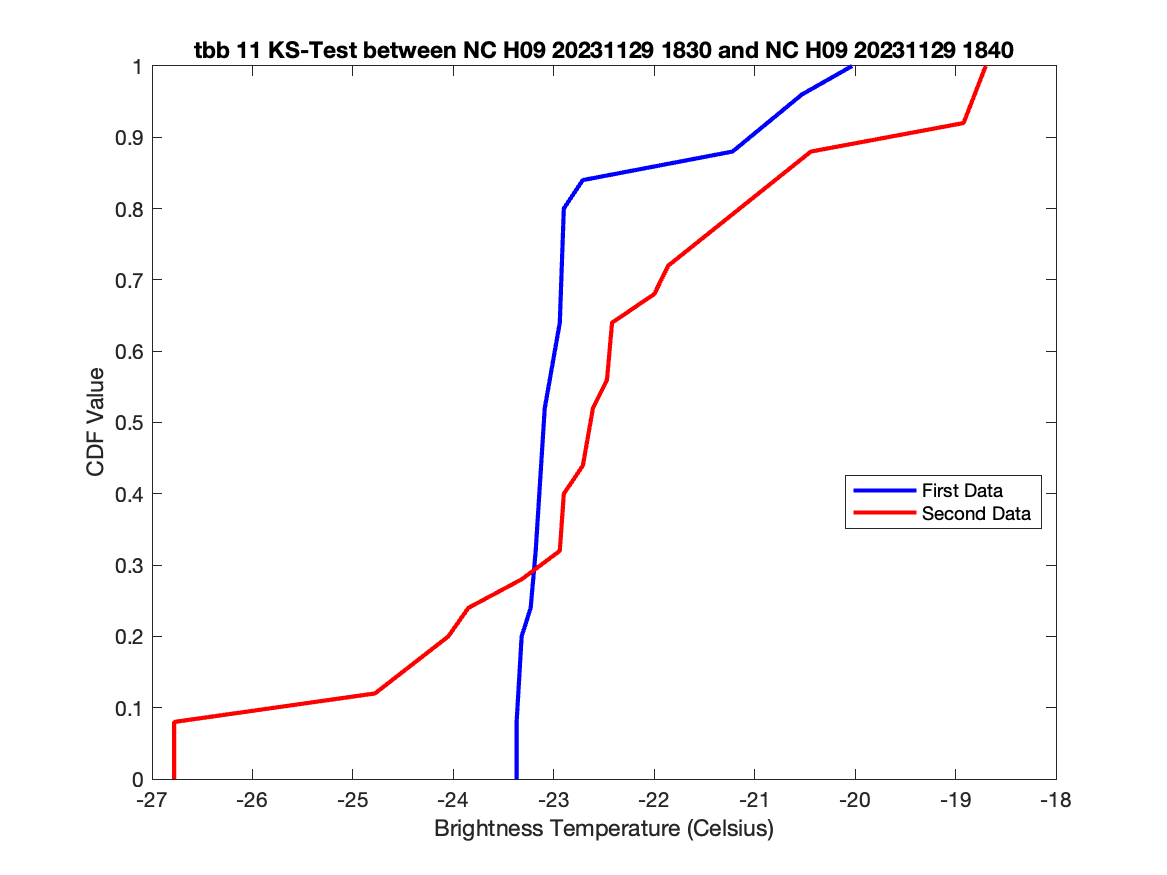 tbb 11 KS-Test between NC H09 20231129 1830 and NC H09 20231129 1840
1
0.9
0.8
0.7
0.6
0.5
0.4
0.3
0.2
0.1
0
CDF Value
First Data
Second Data
-27 -26 -25 -24 -23 -22 -21 -20 -19 -18
Brightness Temperature (Celsius)